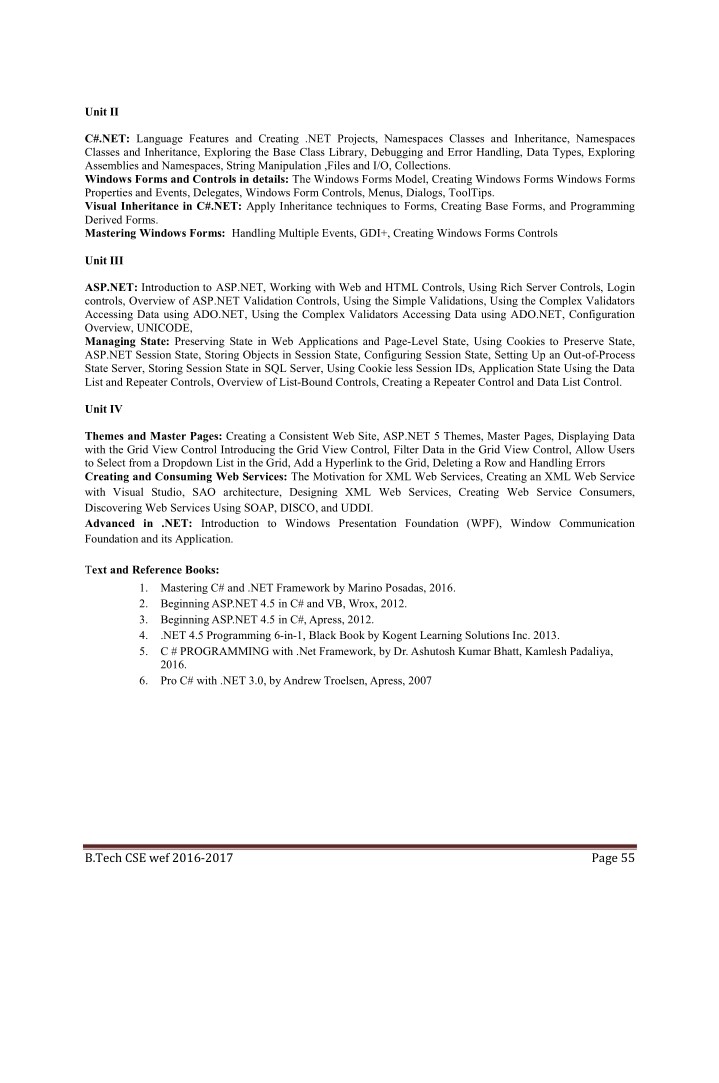 Unit II
C#.NET: Language Features and Creating .NET Projects, Namespaces Classes and Inheritance, Namespaces
Classes and Inheritance, Exploring the Base Class Library, Debugging and Error Handling, Data Types, Exploring
Assemblies and Namespaces, String Manipulation ,Files and I/O, Collections.
Windows Forms and Controls in details: The Windows Forms Model, Creating Windows Forms Windows Forms
Properties and Events, Delegates, Windows Form Controls, Menus, Dialogs, ToolTips.
Visual Inheritance in C#.NET: Apply Inheritance techniques to Forms, Creating Base Forms, and Programming
Derived Forms.
Mastering Windows Forms: Handling Multiple Events, GDI+, Creating Windows Forms Controls
Unit III
ASP.NET: Introduction to ASP.NET, Working with Web and HTML Controls, Using Rich Server Controls, Login
controls, Overview of ASP.NET Validation Controls, Using the Simple Validations, Using the Complex Validators
Accessing Data using ADO.NET, Using the Complex Validators Accessing Data using ADO.NET, Configuration
Overview, UNICODE,
Managing State: Preserving State in Web Applications and Page-Level State, Using Cookies to Preserve State,
ASP.NET Session State, Storing Objects in Session State, Configuring Session State, Setting Up an Out-of-Process
State Server, Storing Session State in SQL Server, Using Cookie less Session IDs, Application State Using the Data
List and Repeater Controls, Overview of List-Bound Controls, Creating a Repeater Control and Data List Control.
Unit IV
Themes and Master Pages: Creating a Consistent Web Site, ASP.NET 5 Themes, Master Pages, Displaying Data
with the Grid View Control Introducing the Grid View Control, Filter Data in the Grid View Control, Allow Users
to Select from a Dropdown List in the Grid, Add a Hyperlink to the Grid, Deleting a Row and Handling Errors
Creating and Consuming Web Services: The Motivation for XML Web Services, Creating an XML Web Service
with Visual Studio, SAO architecture, Designing XML Web Services, Creating Web Service Consumers,
Discovering Web Services Using SOAP, DISCO, and UDDI.
Advanced in .NET: Introduction to Windows Presentation Foundation (WPF), Window Communication
Foundation and its Application.
Text and Reference Books:
1. Mastering C# and .NET Framework by Marino Posadas, 2016.
2. Beginning ASP.NET 4.5 in C# and VB, Wrox, 2012.
3. Beginning ASP.NET 4.5 in C#, Apress, 2012.
4. .NET 4.5 Programming 6-in-1, Black Book by Kogent Learning Solutions Inc. 2013.
5. C # PROGRAMMING with .Net Framework, by Dr. Ashutosh Kumar Bhatt, Kamlesh Padaliya,
2016.
6. Pro C# with .NET 3.0, by Andrew Troelsen, Apress, 2007
B.Tech CSE wef 2016-2017 Page 55